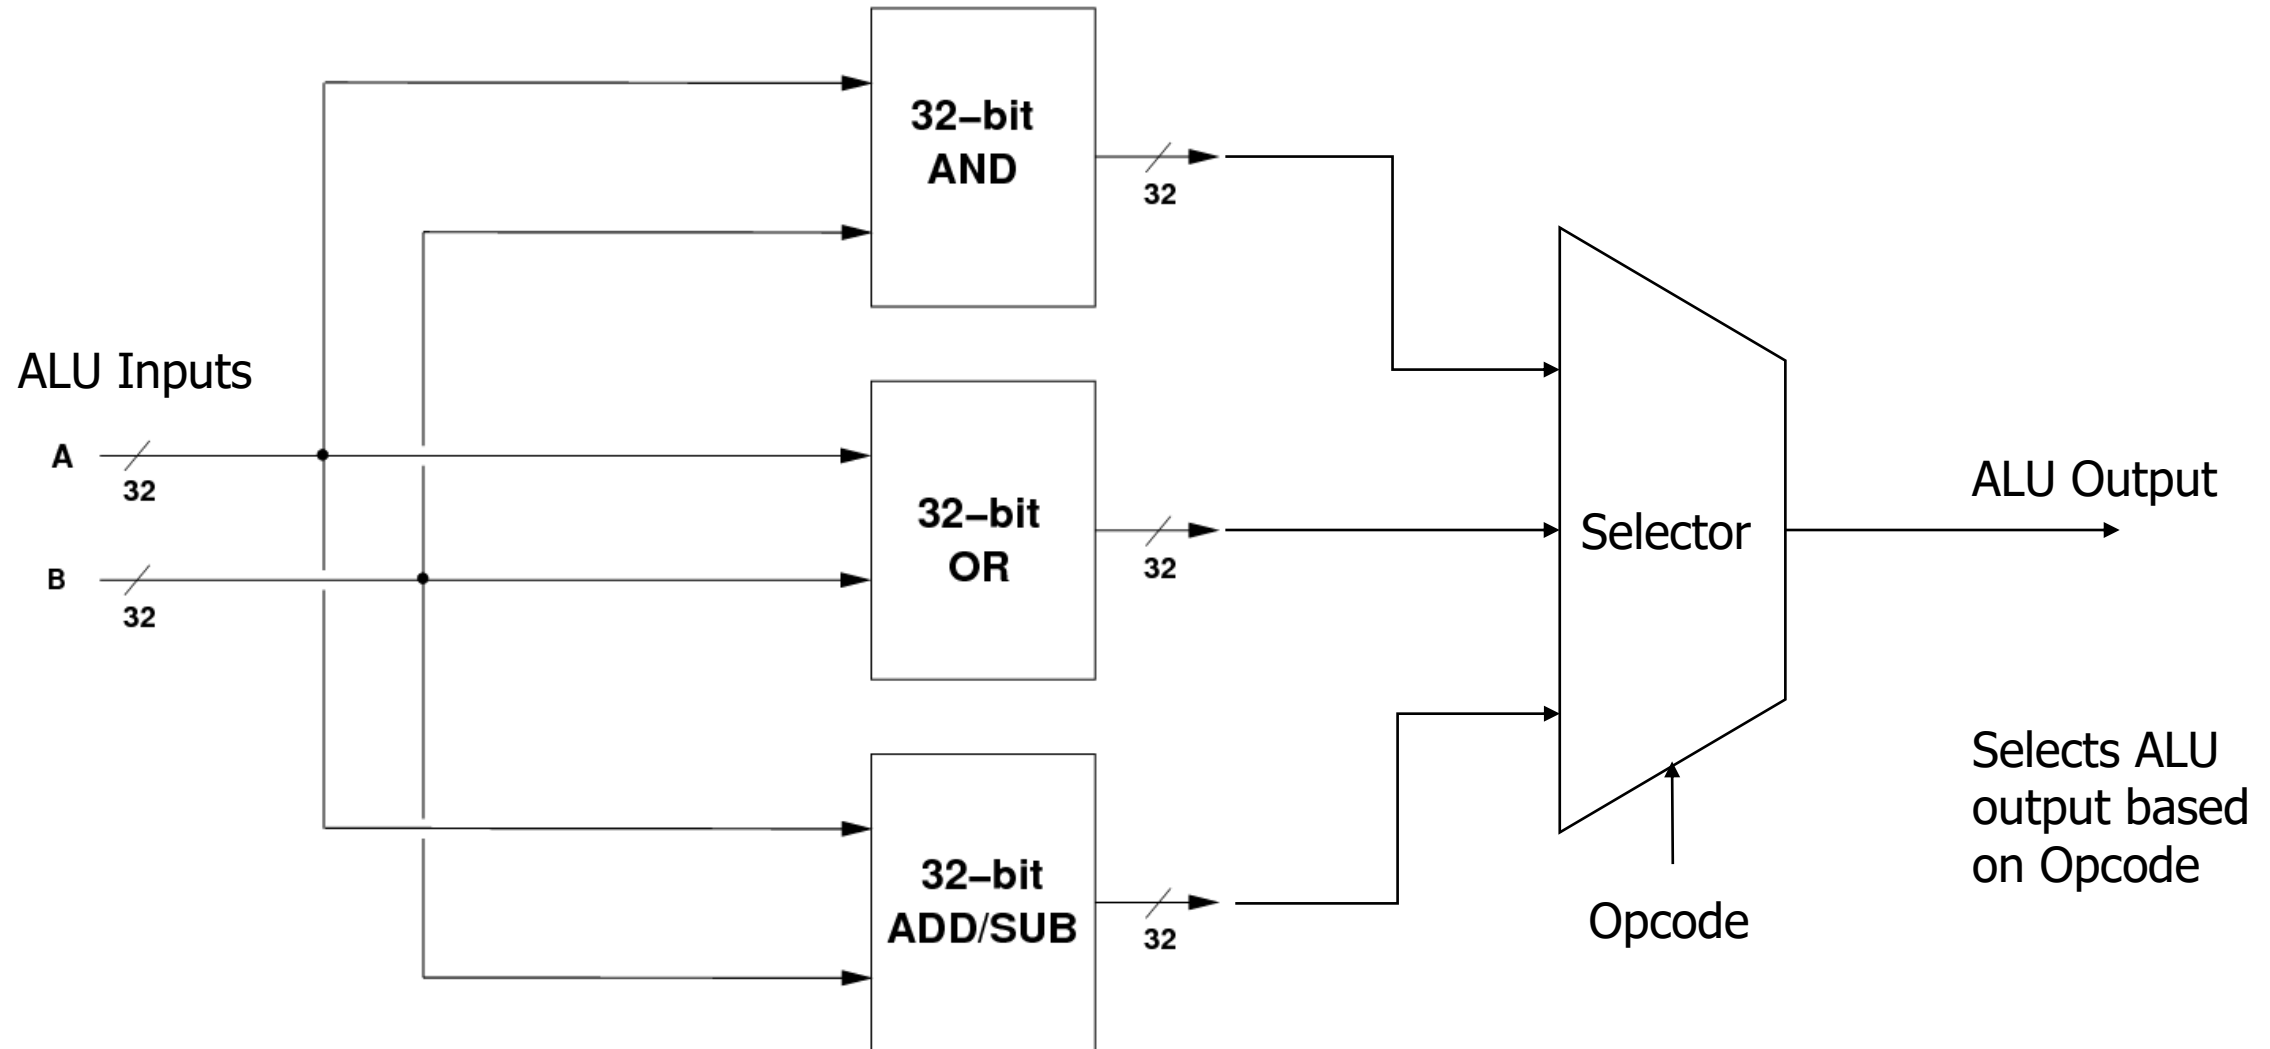 32–bit
AND
32
ALU Inputs
A
32
B
32
32–bit
OR
32
Selector
ALU Output
32–bit
ADD/SUB
32
Opcode
Selects ALU
output based
on Opcode